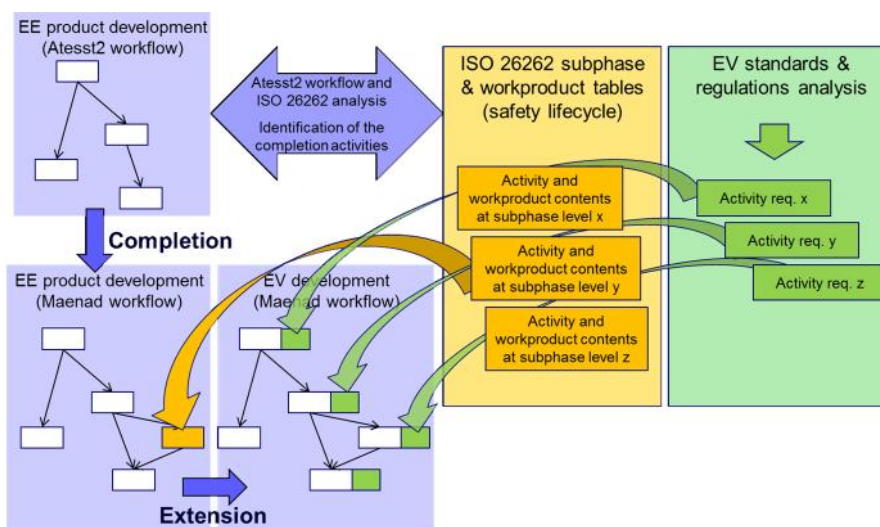 EE product development
(Atesst2 workflow)
Atesst2 workflow and
ISO 26262 analysis
Identification of the
completion activities
ISO 26262 subphase
& workproduct tables
(safety lifecycle)
EV standards &
regulations analysis
Activity and
workproduct contents
at subphase level x
Activity req. x
Completion
Activity and
workproduct contents
at subphase level y
Activity req. y
EE product development
(Maenad workflow)
EV development
(Maenad workflow)
Activity req. z
Activity and
workproduct contents
at subphase level z
Extension